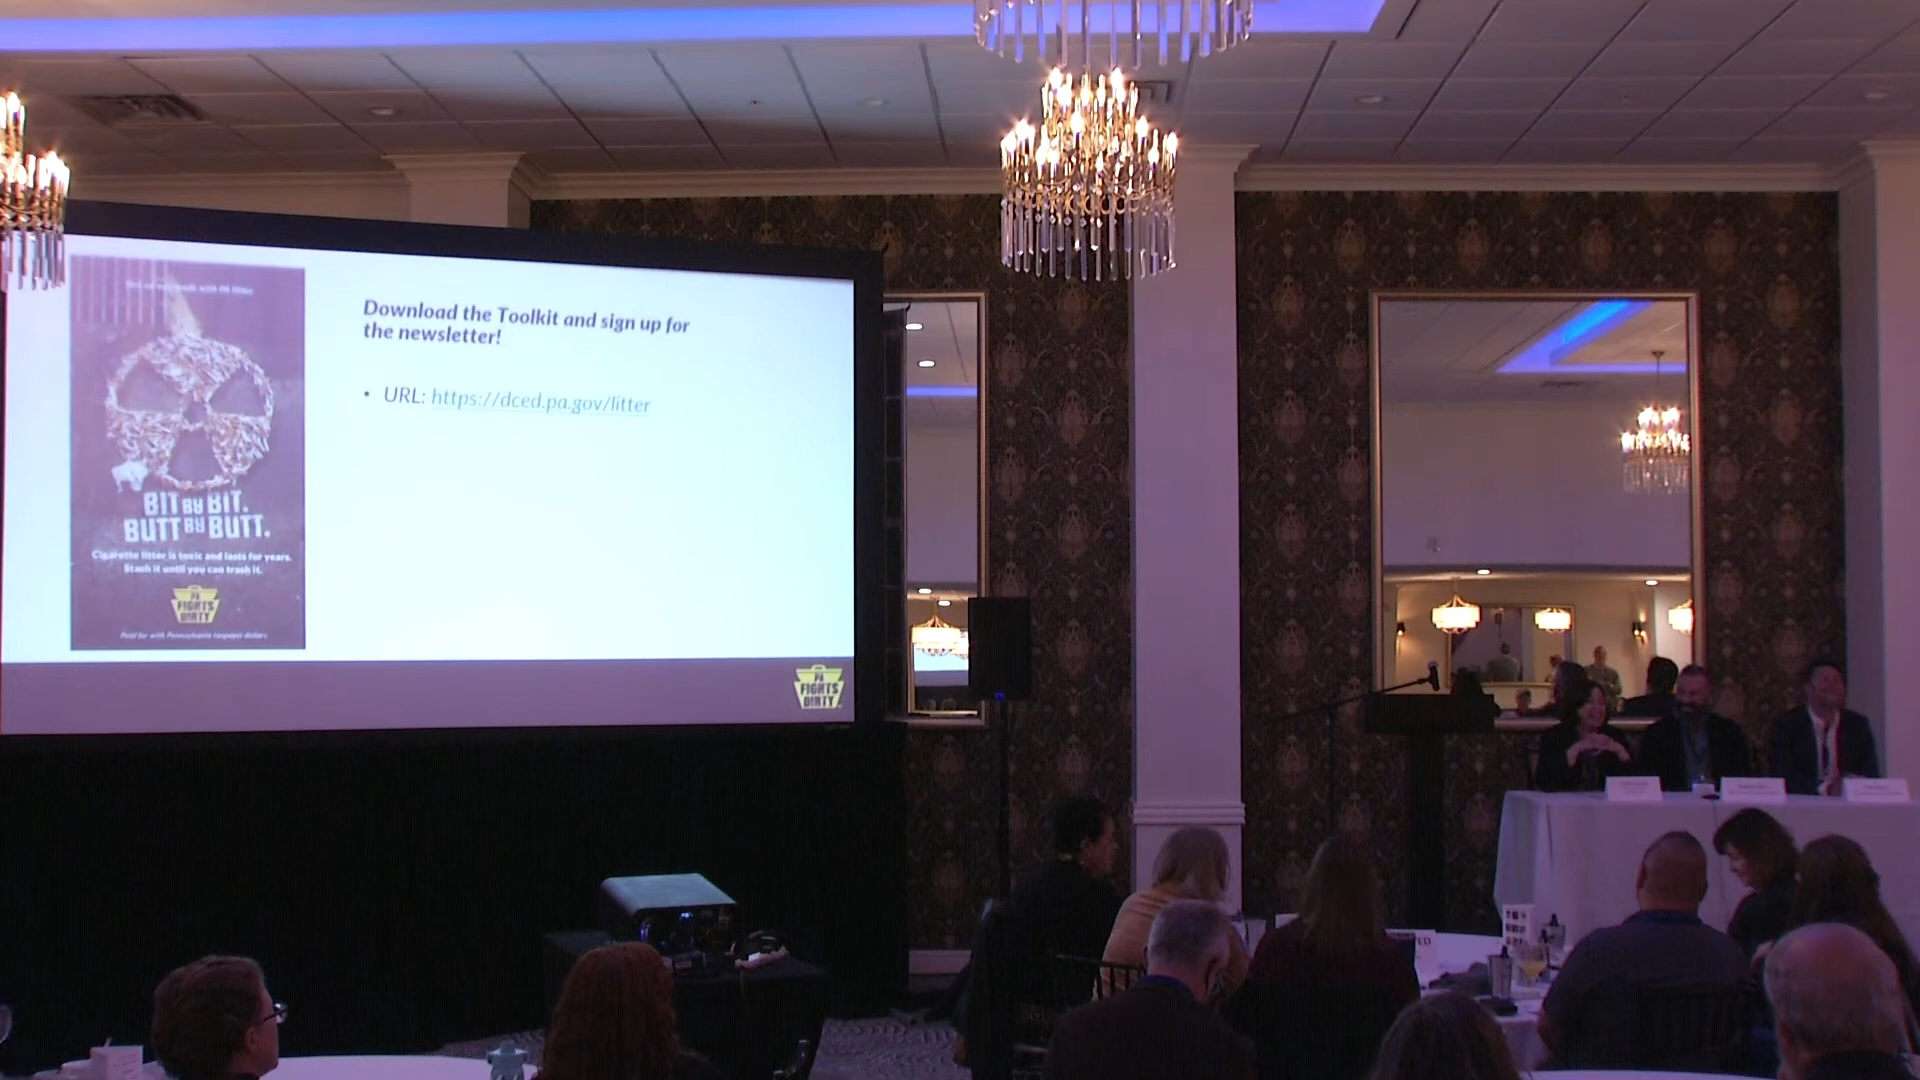 Download the Toolkit and sign up for
the newsletter!
• URL: https://dced.pa.gov/litter
BIT BY BIT.
BUTT BY BUTT.
Cigarette litter is toxic and lasts for years.
Stash it until you can trash it.
PA
FIGHTS
DIRTY
Paid for with Pennsylvania taxpayer dollars.
PA
FIGHTS
DIRTY